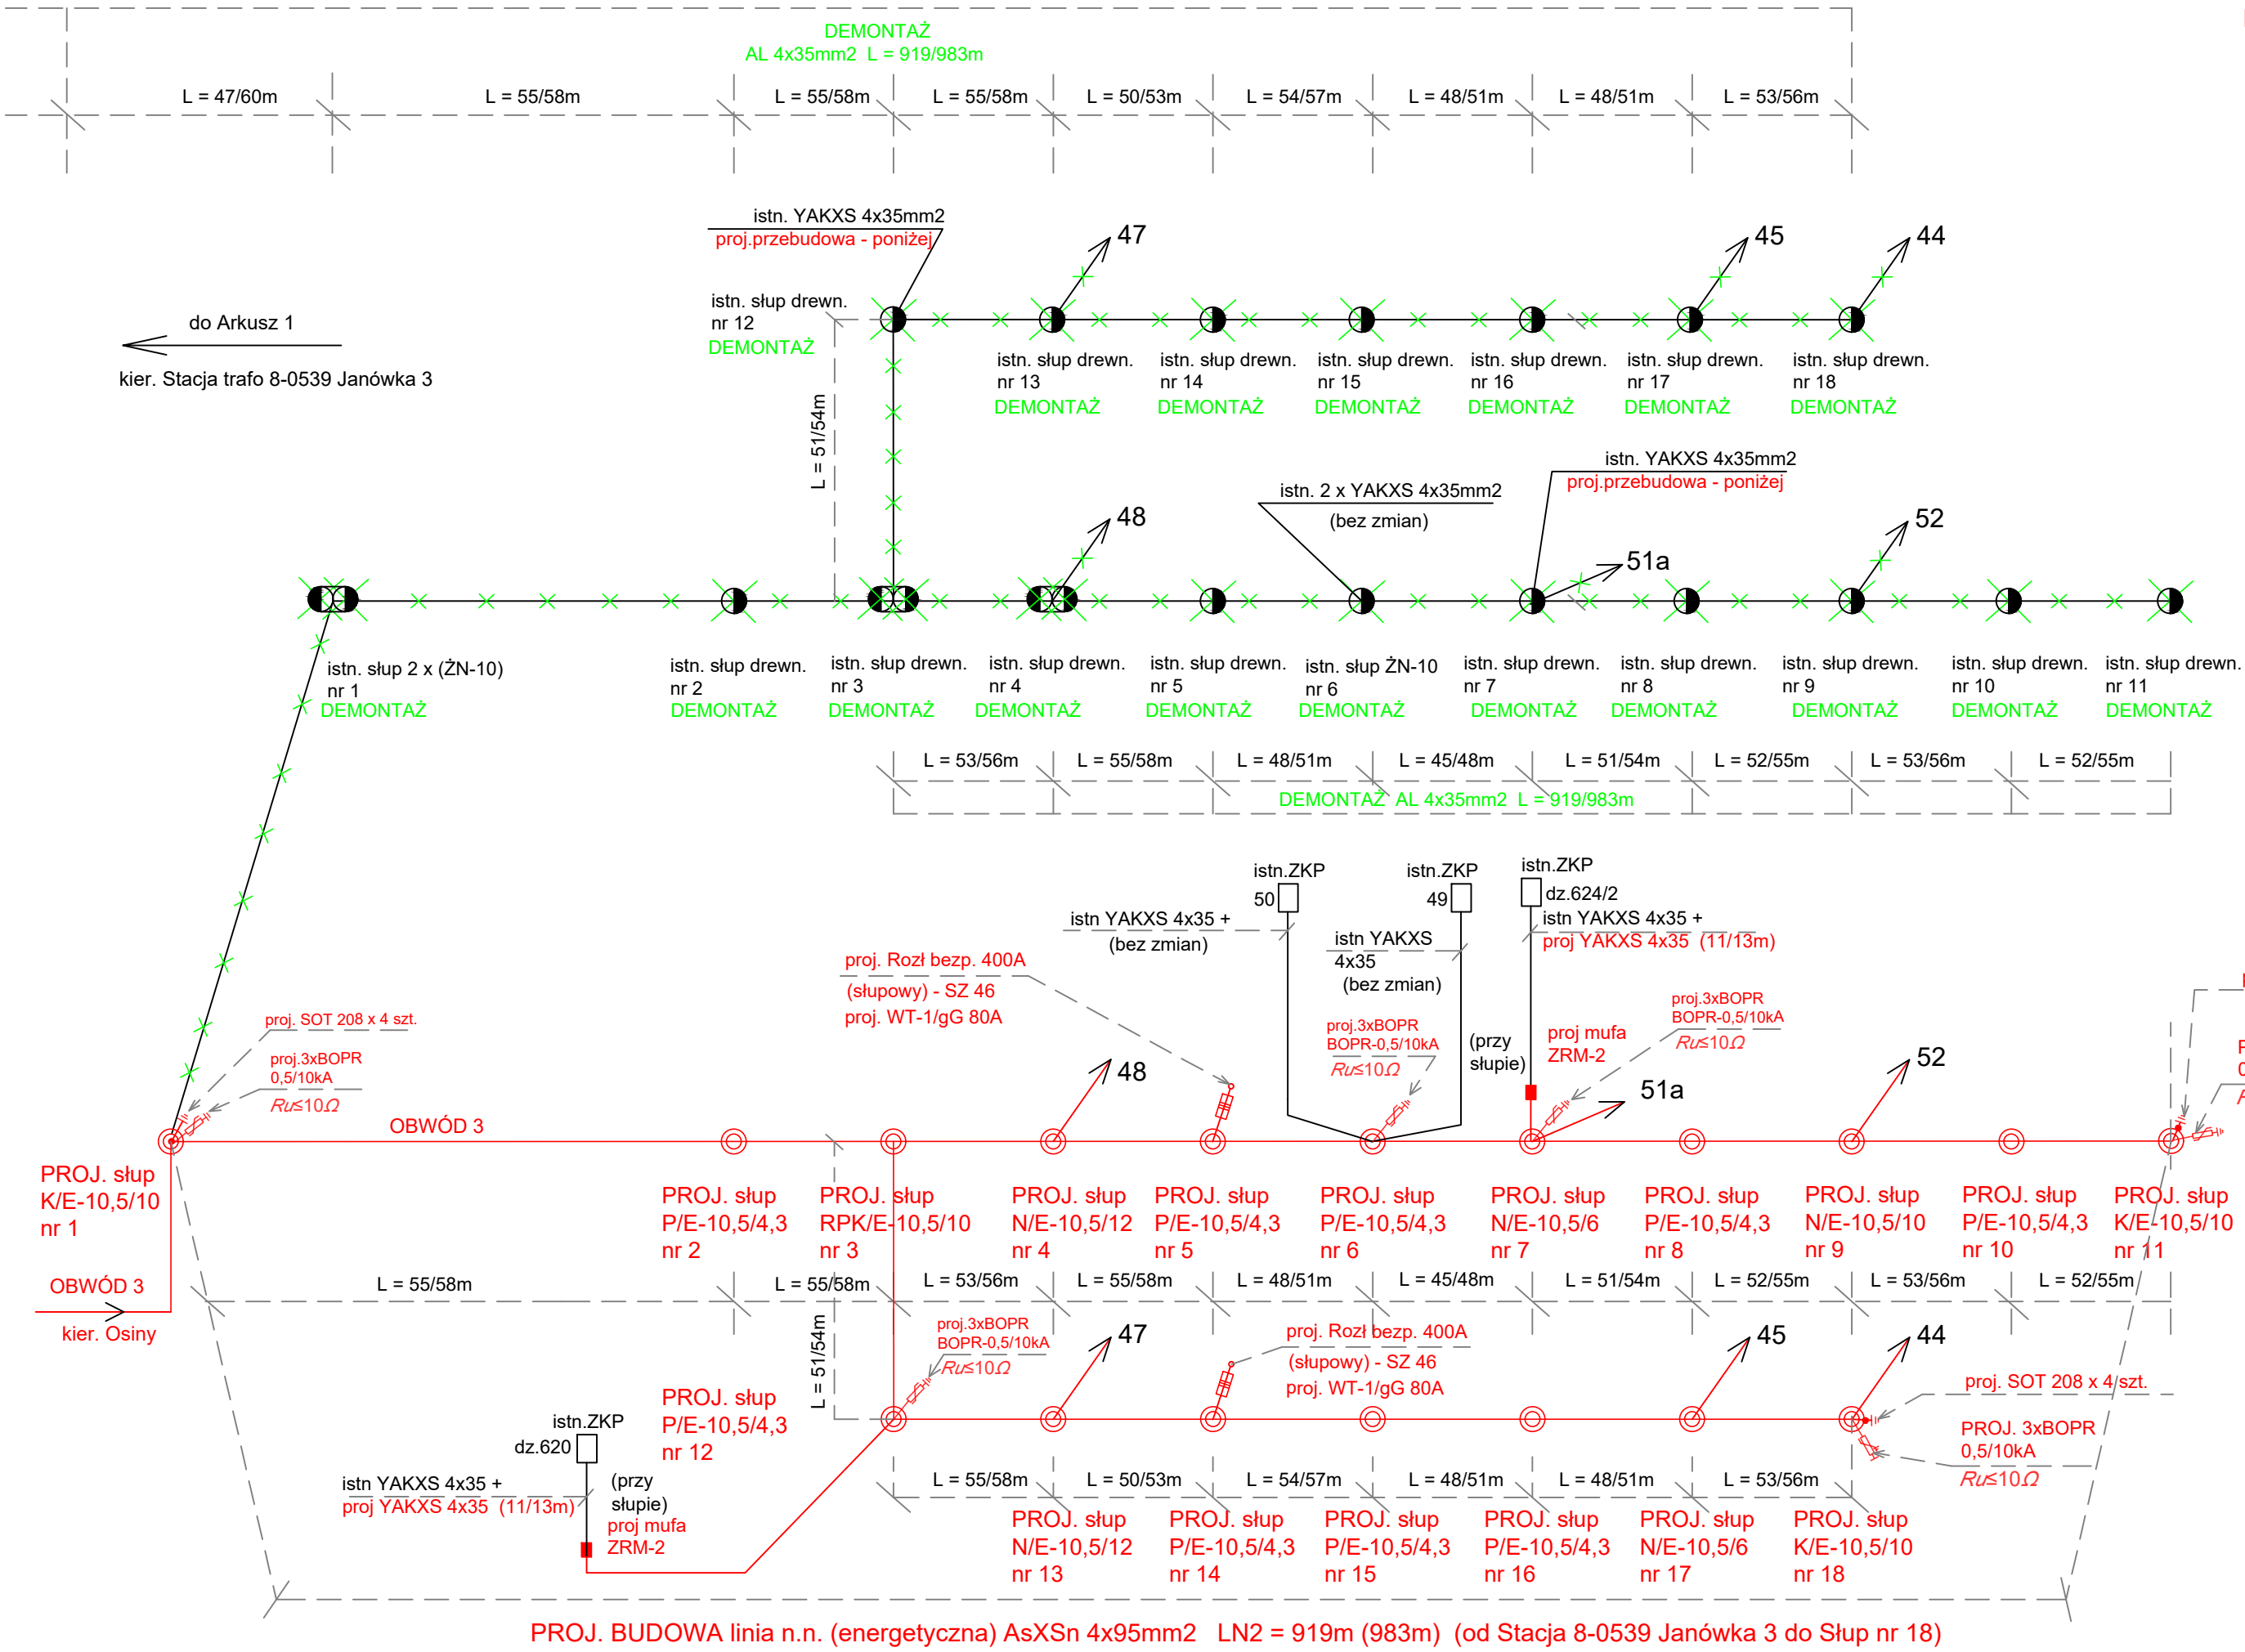 DEMONTAŻ
AL 4x35mm2 L = 919/983m
L = 47/60m
L = 55/58m
L = 55/58m
L = 55/58m
L = 50/53m
L = 54/57m
L = 48/51m
L = 48/51m
L = 53/56m
istn. YAKXS 4x35mm2
proj.przebudowa - poniżej
47
45
44
istn. słup drewn.
nr 12
DEMONTAŻ
do Arkusz 1
kier. Stacja trafo 8-0539 Janówka 3
istn. słup drewn.
nr 13
DEMONTAŻ
istn. słup drewn.
nr 14
DEMONTAŻ
istn. słup drewn.
nr 15
DEMONTAŻ
istn. słup drewn.
nr 16
DEMONTAŻ
istn. słup drewn.
nr 17
DEMONTAŻ
istn. słup drewn.
nr 18
DEMONTAŻ
L = 51/54m
istn. YAKXS 4x35mm2
proj.przebudowa - poniżej
istn. 2 x YAKXS 4x35mm2
(bez zmian)
48
51a
52
istn. słup 2 x (ŻN-10)
nr 1
DEMONTAŻ
istn. słup drewn.
nr 2
DEMONTAŻ
istn. słup drewn.
nr 3
DEMONTAŻ
istn. słup drewn.
nr 4
DEMONTAŻ
istn. słup drewn.
nr 5
DEMONTAŻ
istn. słup ŻN-10
nr 6
DEMONTAŻ
istn. słup drewn.
nr 7
DEMONTAŻ
istn. słup drewn.
nr 8
DEMONTAŻ
istn. słup drewn.
nr 9
DEMONTAŻ
istn. słup drewn.
nr 10
DEMONTAŻ
istn. słup drewn.
nr 11
DEMONTAŻ
L = 53/56m
L = 55/58m
L = 48/51m
L = 45/48m
L = 51/54m
L = 52/55m
L = 53/56m
L = 52/55m
DEMONTAŻ AL 4x35mm2 L = 919/983m
istn.ZKP
50
istn YAKXS 4x35 +
(bez zmian)
istn.ZKP
49
istn YAKXS
4x35
(bez zmian)
istn.ZKP
dz.624/2
istn YAKXS 4x35 +
proj YAKXS 4x35 (11/13m)
proj. Rozł bezp. 400A
(słupowy) - SZ 46
proj. WT-1/gG 80A
proj. SOT 208 x 4 szt.
proj.3xBOPR
0,5/10kA
Ru≤10Ω
proj.3xBOPR
BOPR-0,5/10kA
Ru≤10Ω
(przy
słupie)
proj mufa
ZRM-2
proj.3xBOPR
BOPR-0,5/10kA
Ru≤10Ω
48
51a
52
OBWÓD 3
PROJ. słup
K/E-10,5/10
nr 1
PROJ. słup
P/E-10,5/4,3
nr 2
PROJ. słup
RPK/E-10,5/10
nr 3
PROJ. słup
N/E-10,5/12
nr 4
PROJ. słup
P/E-10,5/4,3
nr 5
PROJ. słup
P/E-10,5/4,3
nr 6
PROJ. słup
N/E-10,5/6
nr 7
PROJ. słup
P/E-10,5/4,3
nr 8
PROJ. słup
N/E-10,5/10
nr 9
PROJ. słup
P/E-10,5/4,3
nr 10
PROJ. słup
K/E-10,5/10
nr 11
OBWÓD 3
kier. Osiny
L = 55/58m
L = 55/58m
L = 53/56m
L = 55/58m
L = 48/51m
L = 45/48m
L = 51/54m
L = 52/55m
L = 53/56m
L = 52/55m
L = 51/54m
proj.3xBOPR
BOPR-0,5/10kA
Ru≤10Ω
47
proj. Rozł bezp. 400A
(słupowy) - SZ 46
proj. WT-1/gG 80A
45
44
proj. SOT 208 x 4 szt.
PROJ. 3xBOPR
0,5/10kA
Ru≤10Ω
PROJ. słup
P/E-10,5/4,3
nr 12
istn.ZKP
dz.620
istn YAKXS 4x35 +
proj YAKXS 4x35 (11/13m)
(przy
słupie)
proj mufa
ZRM-2
L = 55/58m
L = 50/53m
L = 54/57m
L = 48/51m
L = 48/51m
L = 53/56m
PROJ. słup
N/E-10,5/12
nr 13
PROJ. słup
P/E-10,5/4,3
nr 14
PROJ. słup
P/E-10,5/4,3
nr 15
PROJ. słup
P/E-10,5/4,3
nr 16
PROJ. słup
N/E-10,5/6
nr 17
PROJ. słup
K/E-10,5/10
nr 18
PROJ. BUDOWA linia n.n. (energetyczna) AsXSn 4x95mm2 LN2 = 919m (983m) (od Stacja 8-0539 Janówka 3 do Słup nr 18)